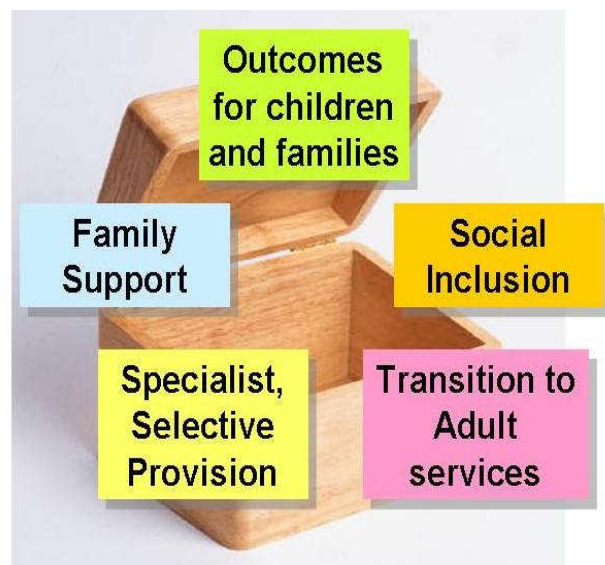 Outcomes
for children
and families
Family
Support
Social
Inclusion
Specialist,
Selective
Provision
Transition to
Adult
services